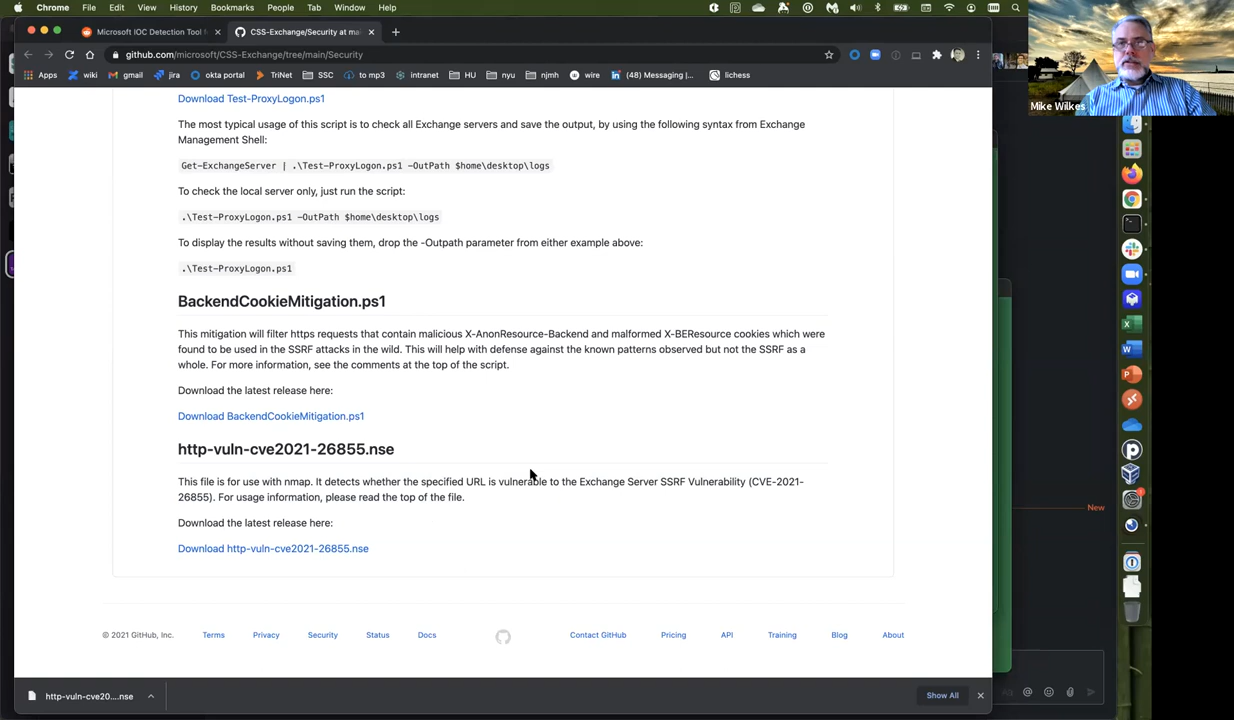 Chrome File Edit View History Bookmarks People Tab Window Help
Microsoft IOC Detection Tool f
CSS-Exchange/Security at ma
github.com/microsoft/CSS-Exchange/tree/main/Security
Apps wiki gmail jira okta portal TriNet SSC to mp3 intranet HU nyu njmh wire (48) Messaging |... lichess
Mike Wilkes
Download Test-ProxyLogon.ps1
The most typical usage of this script is to check all Exchange servers and save the output, by using the following syntax from Exchange
Management Shell:
Get-ExchangeServer | .\Test-ProxyLogon.ps1 -OutPath $home\desktop\logs
To check the local server only, just run the script:
.\Test-ProxyLogon.ps1 -OutPath $home\desktop\logs
To display the results without saving them, drop the -Outpath parameter from either example above:
.\Test-ProxyLogon.ps1
BackendCookieMitigation.ps1
This mitigation will filter https requests that contain malicious X-AnonResource-Backend and malformed X-BEResource cookies which were
found to be used in the SSRF attacks in the wild. This will help with defense against the known patterns observed but not the SSRF as a
whole. For more information, see the comments at the top of the script.
Download the latest release here:
Download BackendCookieMitigation.ps1
http-vuln-cve2021-26855.nse
This file is for use with nmap. It detects whether the specified URL is vulnerable to the Exchange Server SSRF Vulnerability (CVE-2021-
26855). For usage information, please read the top of the file.
New
Download the latest release here:
Download http-vuln-cve2021-26855.nse
© 2021 GitHub, Inc. Terms Privacy Security Status Docs Contact GitHub Pricing API Training Blog About
http-vuln-cve20....nse
Show All